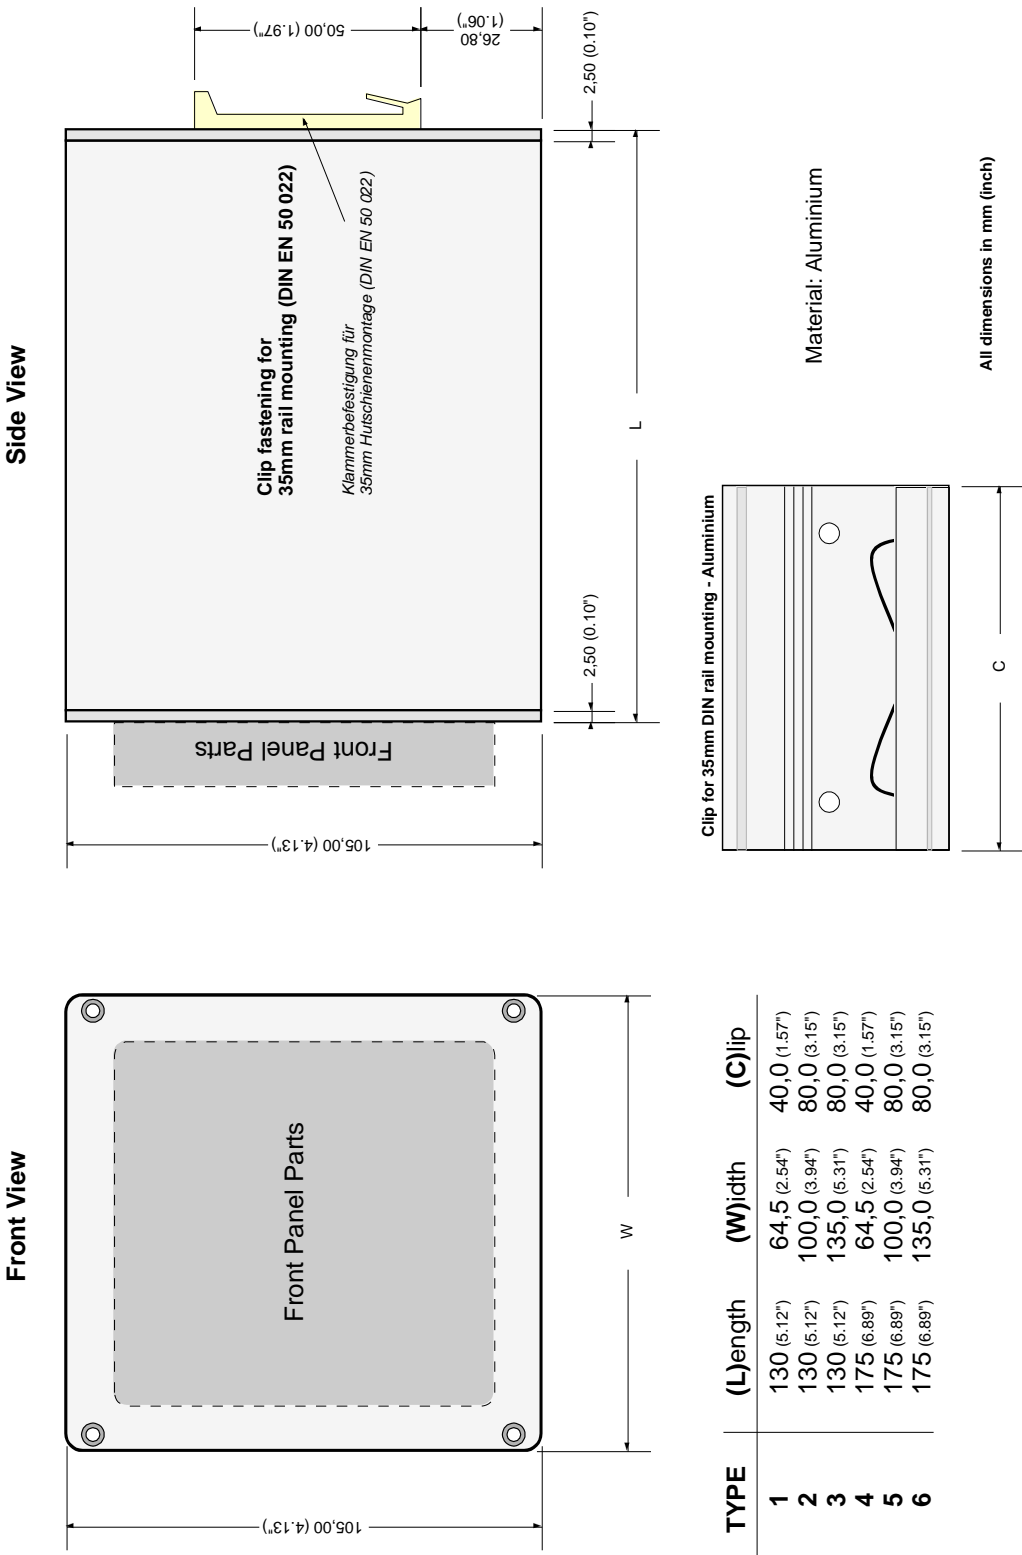 Front View
Side View
105,00 (4.13")
Front Panel Parts
W
105,00 (4.13")
Front Panel Parts
2,50 (0.10")
L
2,50 (0.10")
50,00 (1.97")
26,80
(1.06")
Clip fastening for
35mm rail mounting (DIN EN 50 022)
Klammerbefestigung für
35mm Hutschienenmontage (DIN EN 50 022)
TYPE (L)ength (W)idth (C)lip
1 130 (5.12") 64,5 (2.54") 40,0 (1.57")
2 130 (5.12") 100,0 (3.94") 80,0 (3.15")
3 130 (5.12") 135,0 (5.31") 80,0 (3.15")
4 175 (6.89") 64,5 (2.54") 40,0 (1.57")
5 175 (6.89") 100,0 (3.94") 80,0 (3.15")
6 175 (6.89") 135,0 (5.31") 80,0 (3.15")
Clip for 35mm DIN rail mounting - Aluminium
C
Material: Aluminium
All dimensions in mm (inch)